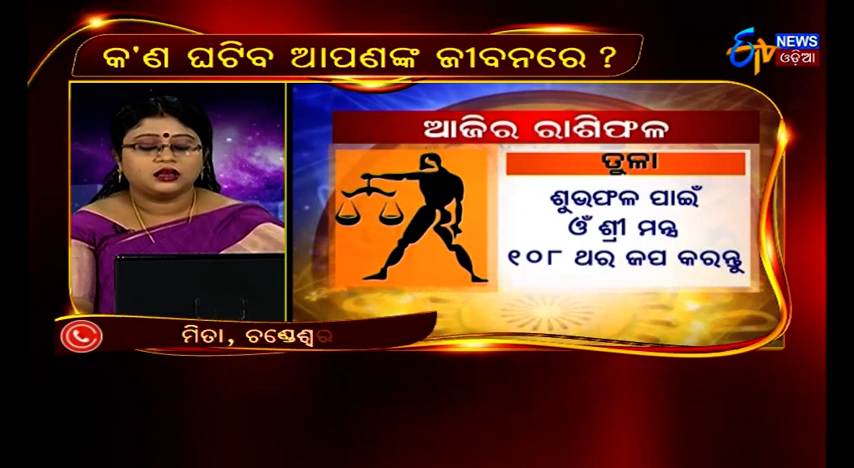 କ'ଣ ଘଟିବ ଆପଣଙ୍କ ଜୀବନରେ ?
ETV NEWS
ଓଡ଼ିଆ
ଆଜିର ରାଶିଫଳ
ତୁଳା
ଶୁଭଫଳ ପାଇଁ
ଓଁ ଶ୍ରୀ ମନ୍ତ୍ର
୧୦୮ ଥର ଜପ କରନ୍ତୁ
ମିତା, ଚଣ୍ଡେଶ୍ୱର